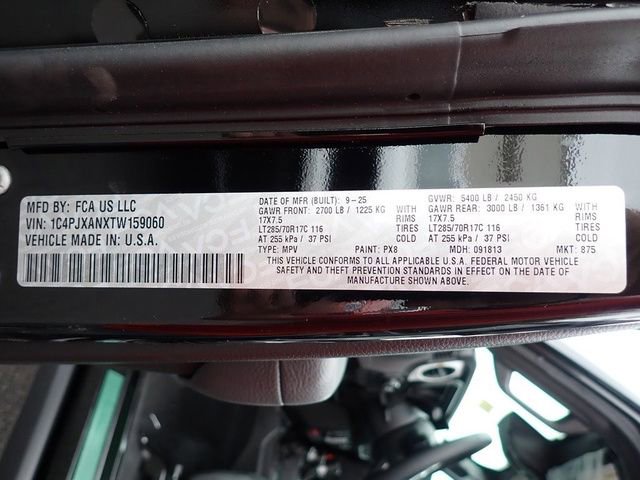 MFD BY: FCA US LLC
VIN: 1C4PJXANXTW159060
VEHICLE MADE IN: U.S.A.
DATE OF MFR (BUILT): 9-25 GVWR: 5400 LB / 2450 KG
GAWR FRONT: 2700 LB / 1225 KG WITH GAWR REAR: 3000 LB / 1361 KG WITH
17X7.5 RIMS 17X7.5 RIMS
LT285/70R17C 116 TIRES LT285/70R17C 116 TIRES
AT 255 kPa / 37 PSI COLD AT 255 kPa / 37 PSI COLD
TYPE: MPV PAINT: PX8 MDH: 091813 MKT: 875
THIS VEHICLE CONFORMS TO ALL APPLICABLE U.S.A. FEDERAL MOTOR VEHICLE
SAFETY AND THEFT PREVENTION STANDARDS IN EFFECT ON THE DATE OF
MANUFACTURE SHOWN ABOVE.